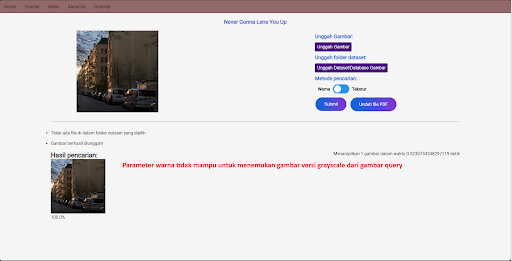 Home Tutorial Video About Us Concept
Never Gonna Lens You Up
Unggah Gambar:
Unggah Gambar
Unggah folder dataset:
Unggah Dataset/Database Gambar
Metode pencarian:
Warna Tekstur
Submit Unduh file PDF
Tidak ada file di dalam folder dataset yang dipilih
Gambar berhasil diunggah!
Hasil pencarian:
Menampilkan 1 gambar dalam waktu 0.3230734348297119 detik
Parameter warna tidak mampu untuk menemukan gambar versi grayscale dari gambar query
100.0%